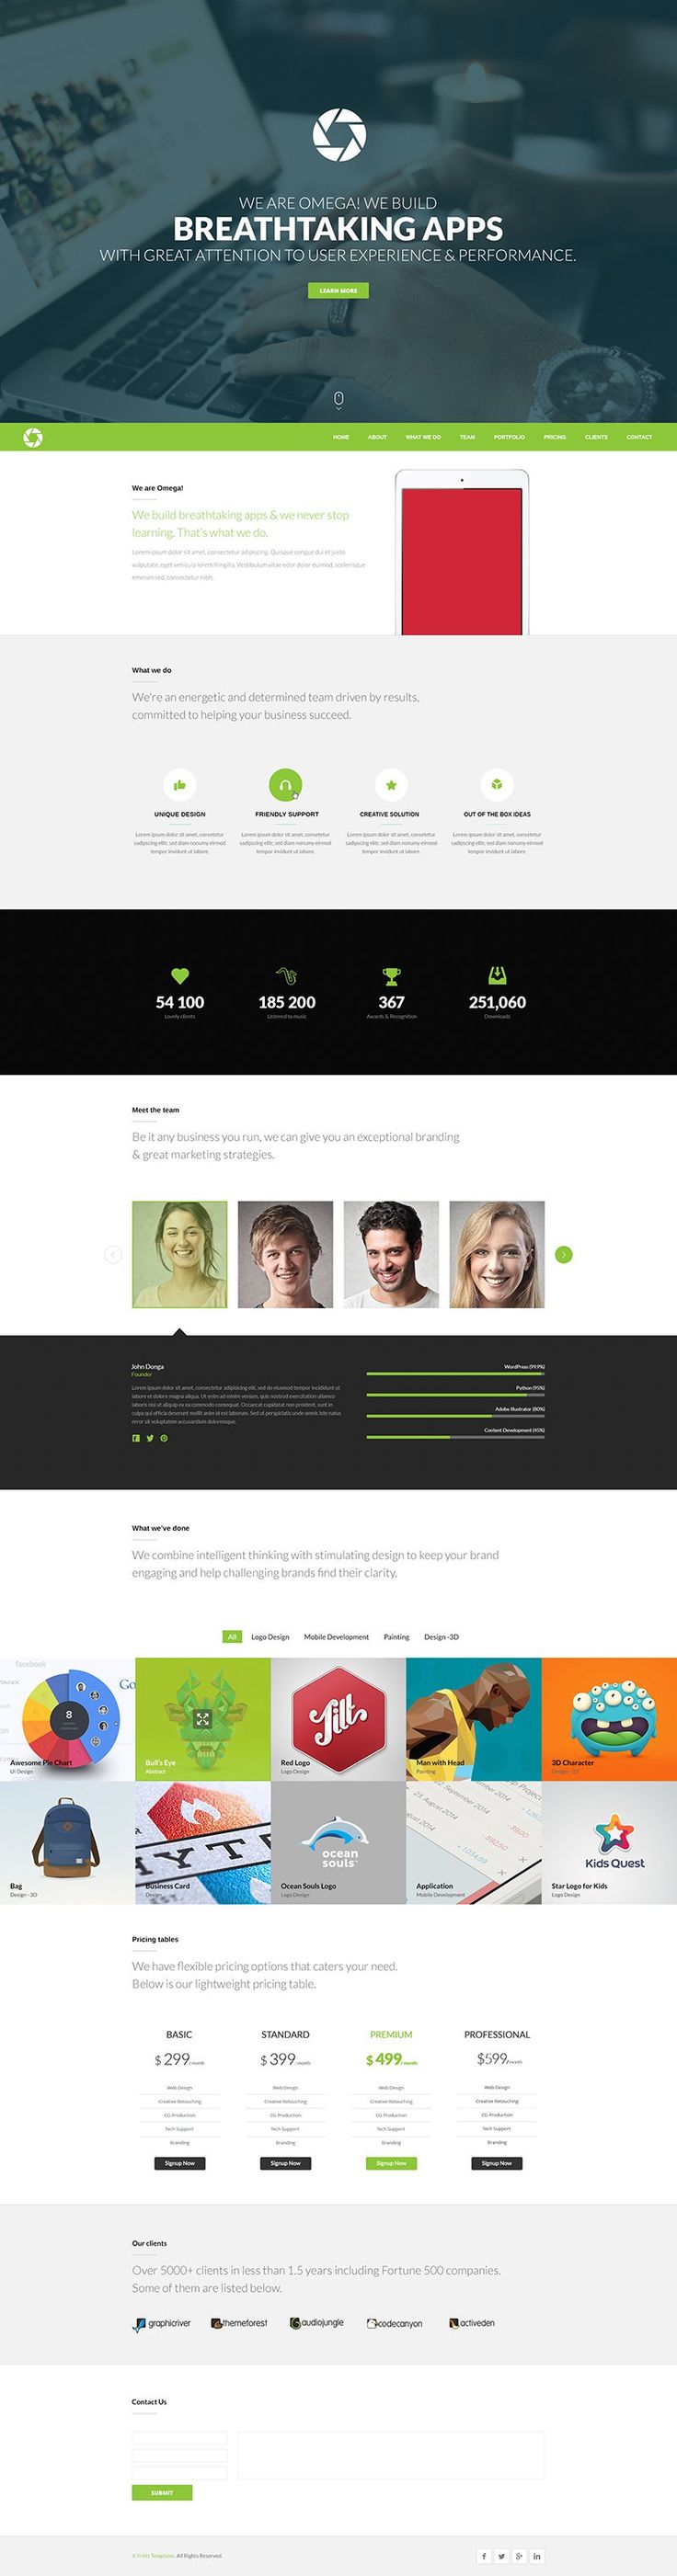 WE ARE OMEGA! WE BUILD
BREATHTAKING APPS
WITH GREAT ATTENTION TO USER EXPERIENCE & PERFORMANCE.
LEARN MORE
HOME ABOUT WHAT WE DO TEAM PORTFOLIO PRICING CLIENTS CONTACT
We are Omega!
We build breathtaking apps & we never stop
learning. That's what we do.
Lorem ipsum dolor sit amet, consectetur adipiscing. Quisque congue dui et justo
vulputate, eget vehicula lorem fringilla. Vestibulum vitae dolor euimod, scelerisque
emenim sed, consectetur nibh.
What we do
We're an energetic and determined team driven by results,
committed to helping your business succeed.
UNIQUE DESIGN
Lorem ipsum dolor sit amet, consetetur
sadipscing elitr, sed diam nonumy eirmod
tempor invidunt ut labore.
FRIENDLY SUPPORT
Lorem ipsum dolor sit amet, consetetur
sadipscing elitr, sed diam nonumy eirmod
tempor invidunt ut labore.
CREATIVE SOLUTION
Lorem ipsum dolor sit amet, consetetur
sadipscing elitr, sed diam nonumy eirmod
tempor invidunt ut labore.
OUT OF THE BOX IDEAS
Lorem ipsum dolor sit amet, consetetur
sadipscing elitr, sed diam nonumy eirmod
tempor invidunt ut labore.
54 100
Lovely clients
185 200
Listened to music
367
Awards & Recognition
251,060
Downloads
Meet the team
Be it any business you run, we can give you an exceptional branding
& great marketing strategies.
John Donga
Founder
Lorem ipsum dolor sit amet, consectetur adipisicing elit, sed do eiusmod tempor incididunt ut
labore et dolore magna aliqua. Ut enim ad minim veniam, quis nostrud exercitation ullamco
laboris nisi ut aliquip ex ea commodo consequat. Occaecat cupidatat non proident, sunt in
culpa qui officia deserunt mollit anim id est laborum. Sed ut perspiciatis unde omnis iste natus
error sit voluptatem accusantium doloremque.
WordPress (99.9%)
Python (95%)
Adobe Illustrator (80%)
Content Development (45%)
What we've done
We combine intelligent thinking with stimulating design to keep your brand
engaging and help challenging brands find their clarity.
All Logo Design Mobile Development Painting Design -3D
facebook
Go
8
Awesome Pie Chart
UI Design
Bull's Eye
Abstract
Jilt
Red Logo
Logo Design
Man with Head
Painting
3D Character
Design - 3D
Bag
Design - 3D
Business Card
Design
ocean
souls
Ocean Souls Logo
Logo Design
25. August 2014
Application
Mobile Development
Kids Quest
Star Logo for Kids
Logo Design
Pricing tables
We have flexible pricing options that caters your need.
Below is our lightweight pricing table.
BASIC
$ 299/month
Web Design
Creative Retouching
CG Production
Tech Support
Branding
Signup Now
STANDARD
$ 399/month
Web Design
Creative Retouching
CG Production
Tech Support
Branding
Signup Now
PREMIUM
$ 499/month
Web Design
Creative Retouching
CG Production
Tech Support
Branding
Signup Now
PROFESSIONAL
$599/month
Web Design
Creative Retouching
CG Production
Tech Support
Branding
Signup Now
Our clients
Over 5000+ clients in less than 1.5 years including Fortune 500 companies.
Some of them are listed below.
graphicriver themeforest audiojungle codecanyon activeden
Contact Us
SUBMIT
All Rights Reserved.